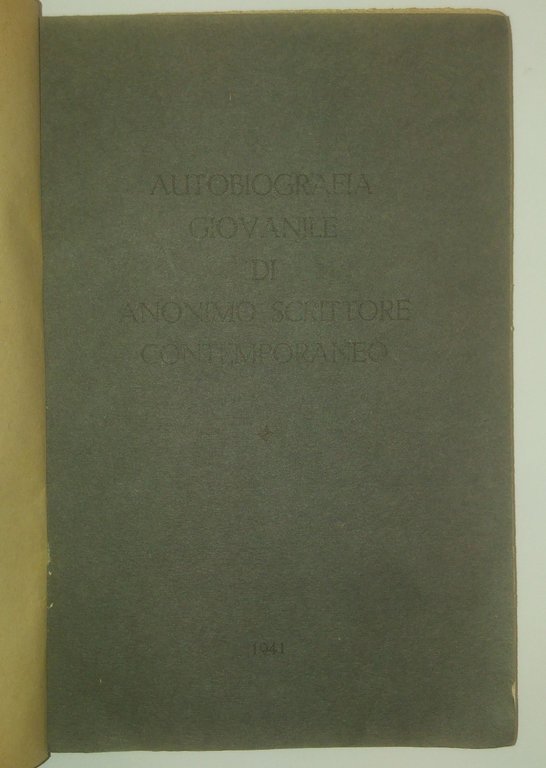 AUTOBIOGRAFIA
GIOVANILE
DI
ANONIMO SCRITTORE
CONTEMPORANEO
1941